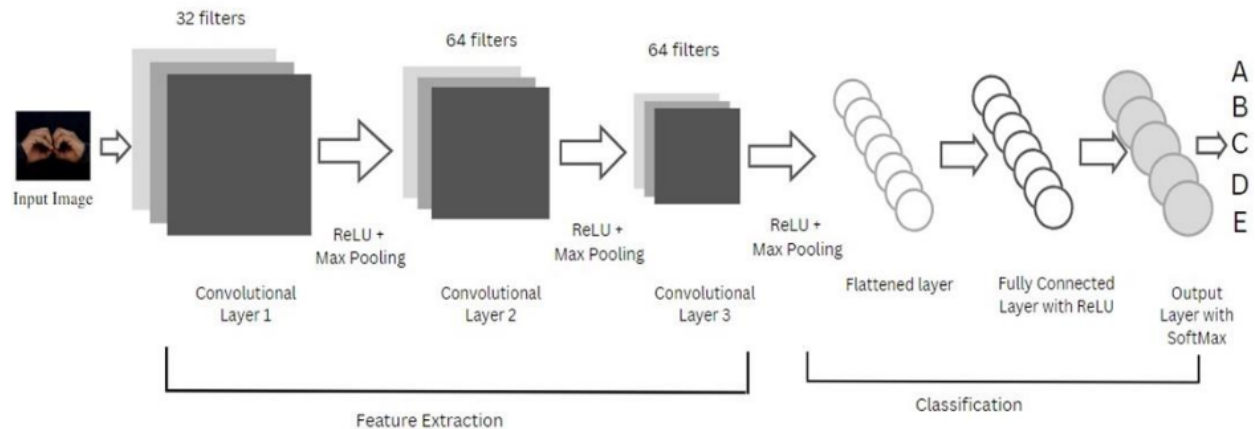 32 filters
64 filters
64 filters
Input Image
ReLU +
Max Pooling
ReLU +
Max Pooling
ReLU +
Max Pooling
Convolutional
Layer 1
Convolutional
Layer 2
Convolutional
Layer 3
Flattened layer
Fully Connected
Layer with ReLU
Output
Layer with
SoftMax
A
B
C
D
E
Feature Extraction
Classification